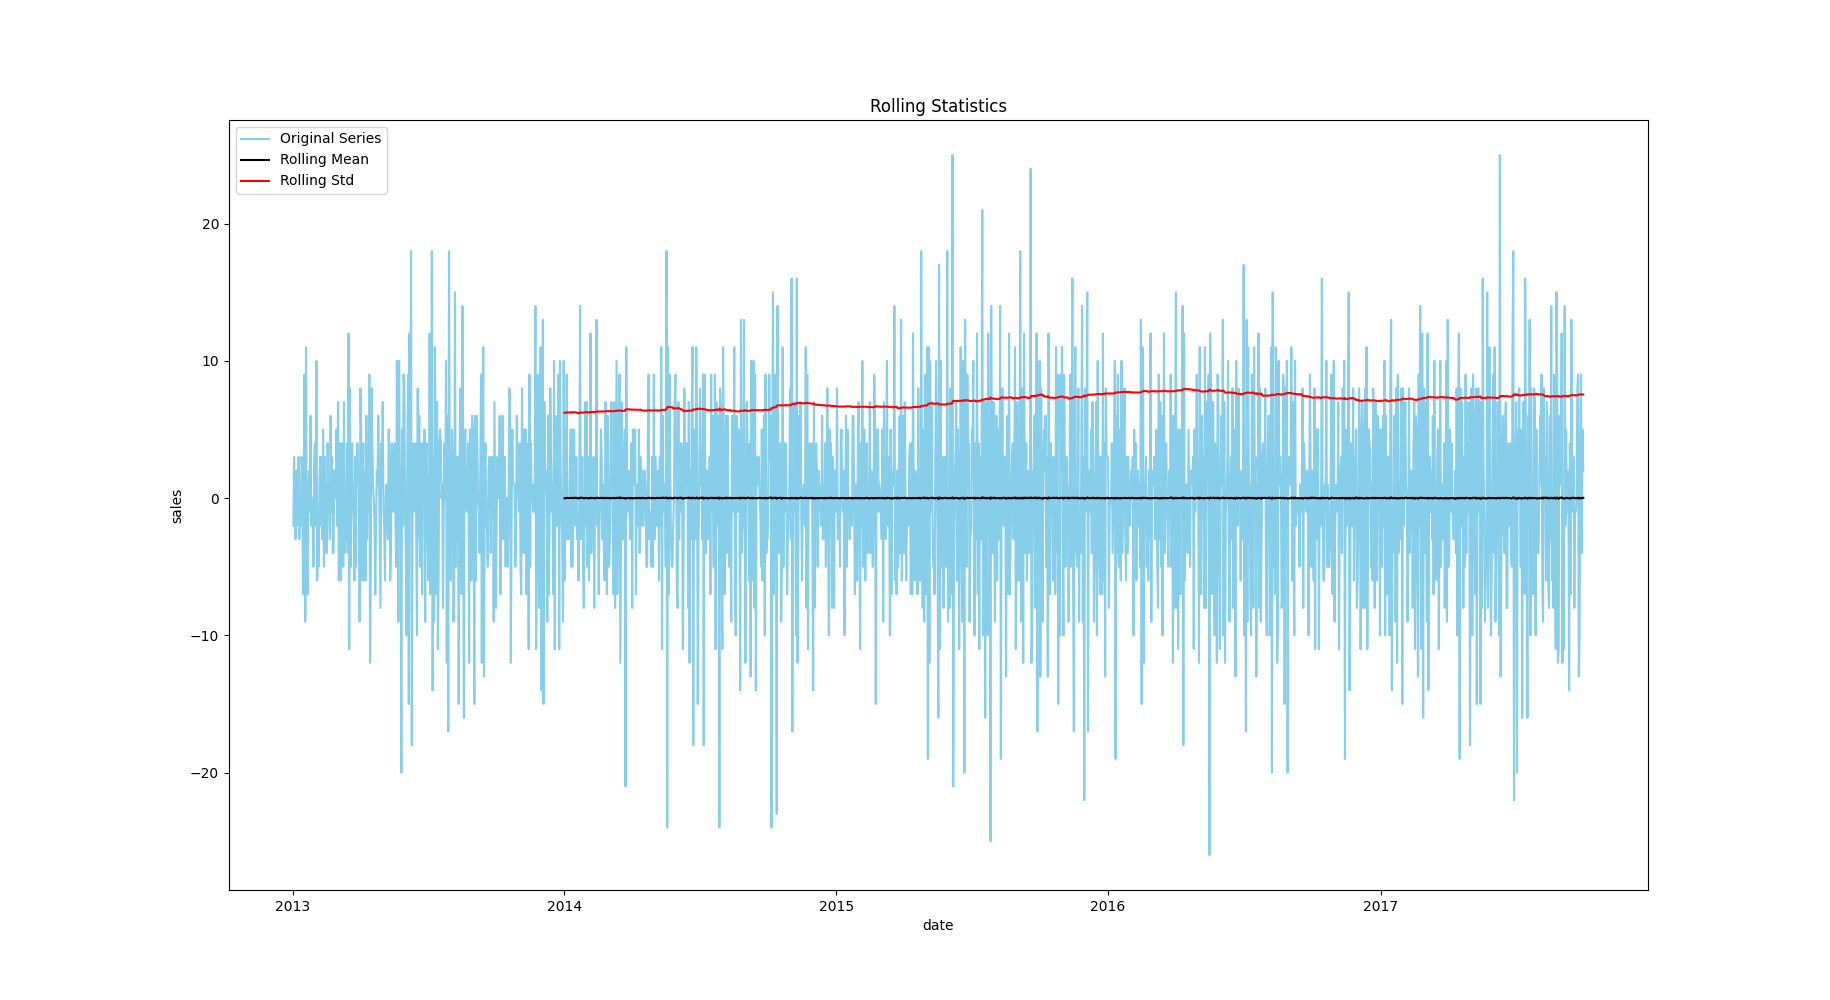 Rolling Statistics
Original Series
Rolling Mean
Rolling Std
20
10
0
−10
−20
sales
2013 2014 2015 2016 2017
date